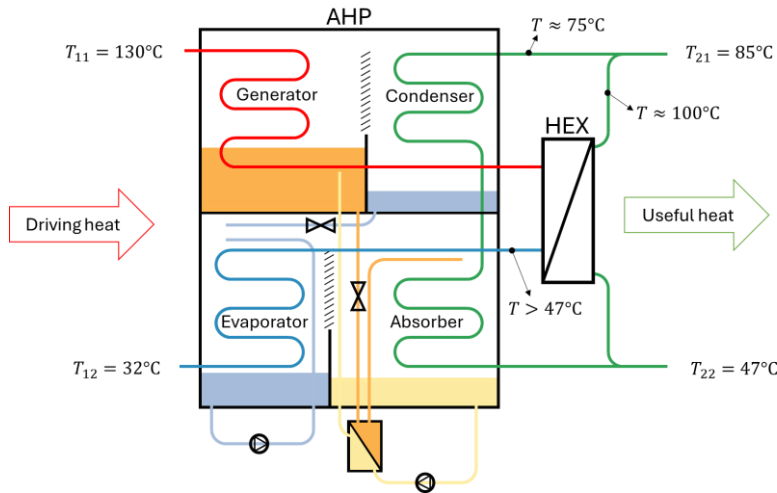 AHP
T ≈ 75°C
T₁₁ = 130°C
T₂₁ = 85°C
Generator
Condenser
T ≈ 100°C
HEX
Driving heat
Useful heat
T > 47°C
Evaporator
Absorber
T₁₂ = 32°C
T₂₂ = 47°C